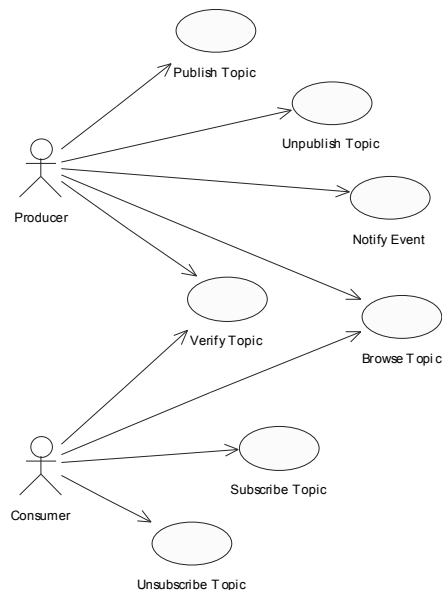 Publish Topic
Unpublish Topic
Producer
Notify Event
Verify Topic
Browse Topic
Subscribe Topic
Consumer
Unsubscribe Topic